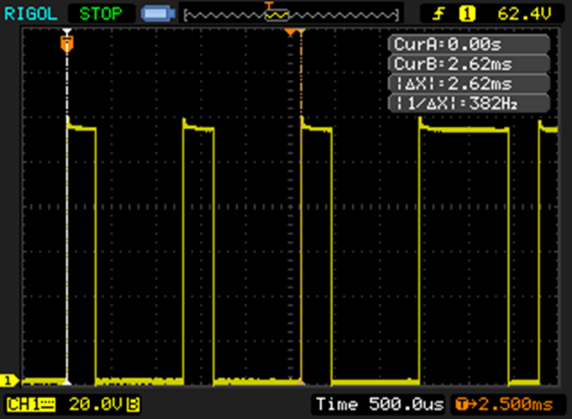 RIGOL STOP T 1 62.4V
T
CurA:0.00s
CurB:2.62ms
|ΔX|:2.62ms
|1/ΔX|:382Hz
1
CH1 20.0V B Time 500.0us T→2.500ms